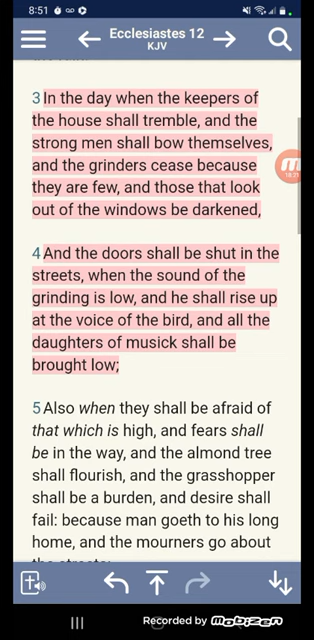 8:51
Ecclesiastes 12
KJV
3 In the day when the keepers of
the house shall tremble, and the
strong men shall bow themselves,
and the grinders cease because
they are few, and those that look
out of the windows be darkened,
4 And the doors shall be shut in the
streets, when the sound of the
grinding is low, and he shall rise up
at the voice of the bird, and all the
daughters of musick shall be
brought low;
5 Also when they shall be afraid of
that which is high, and fears shall
be in the way, and the almond tree
shall flourish, and the grasshopper
shall be a burden, and desire shall
fail: because man goeth to his long
home, and the mourners go about
the streets:
Recorded by mobizen